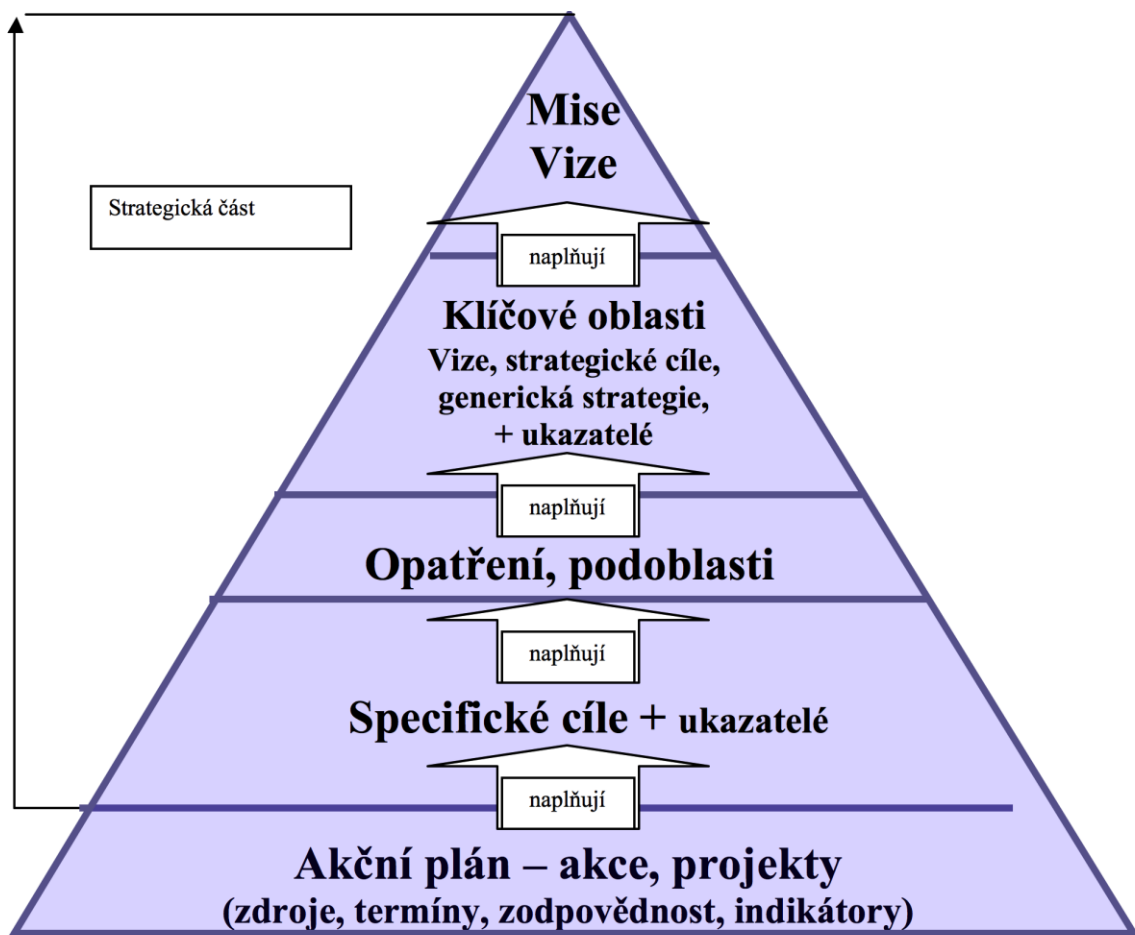 Mise
Vize
Strategická část
naplňují
Klíčové oblasti
Vize, strategické cíle,
generická strategie,
+ ukazatelé
naplňují
Opatření, podoblasti
naplňují
Specifické cíle + ukazatelé
naplňují
Akční plán – akce, projekty
(zdroje, termíny, zodpovědnost, indikátory)